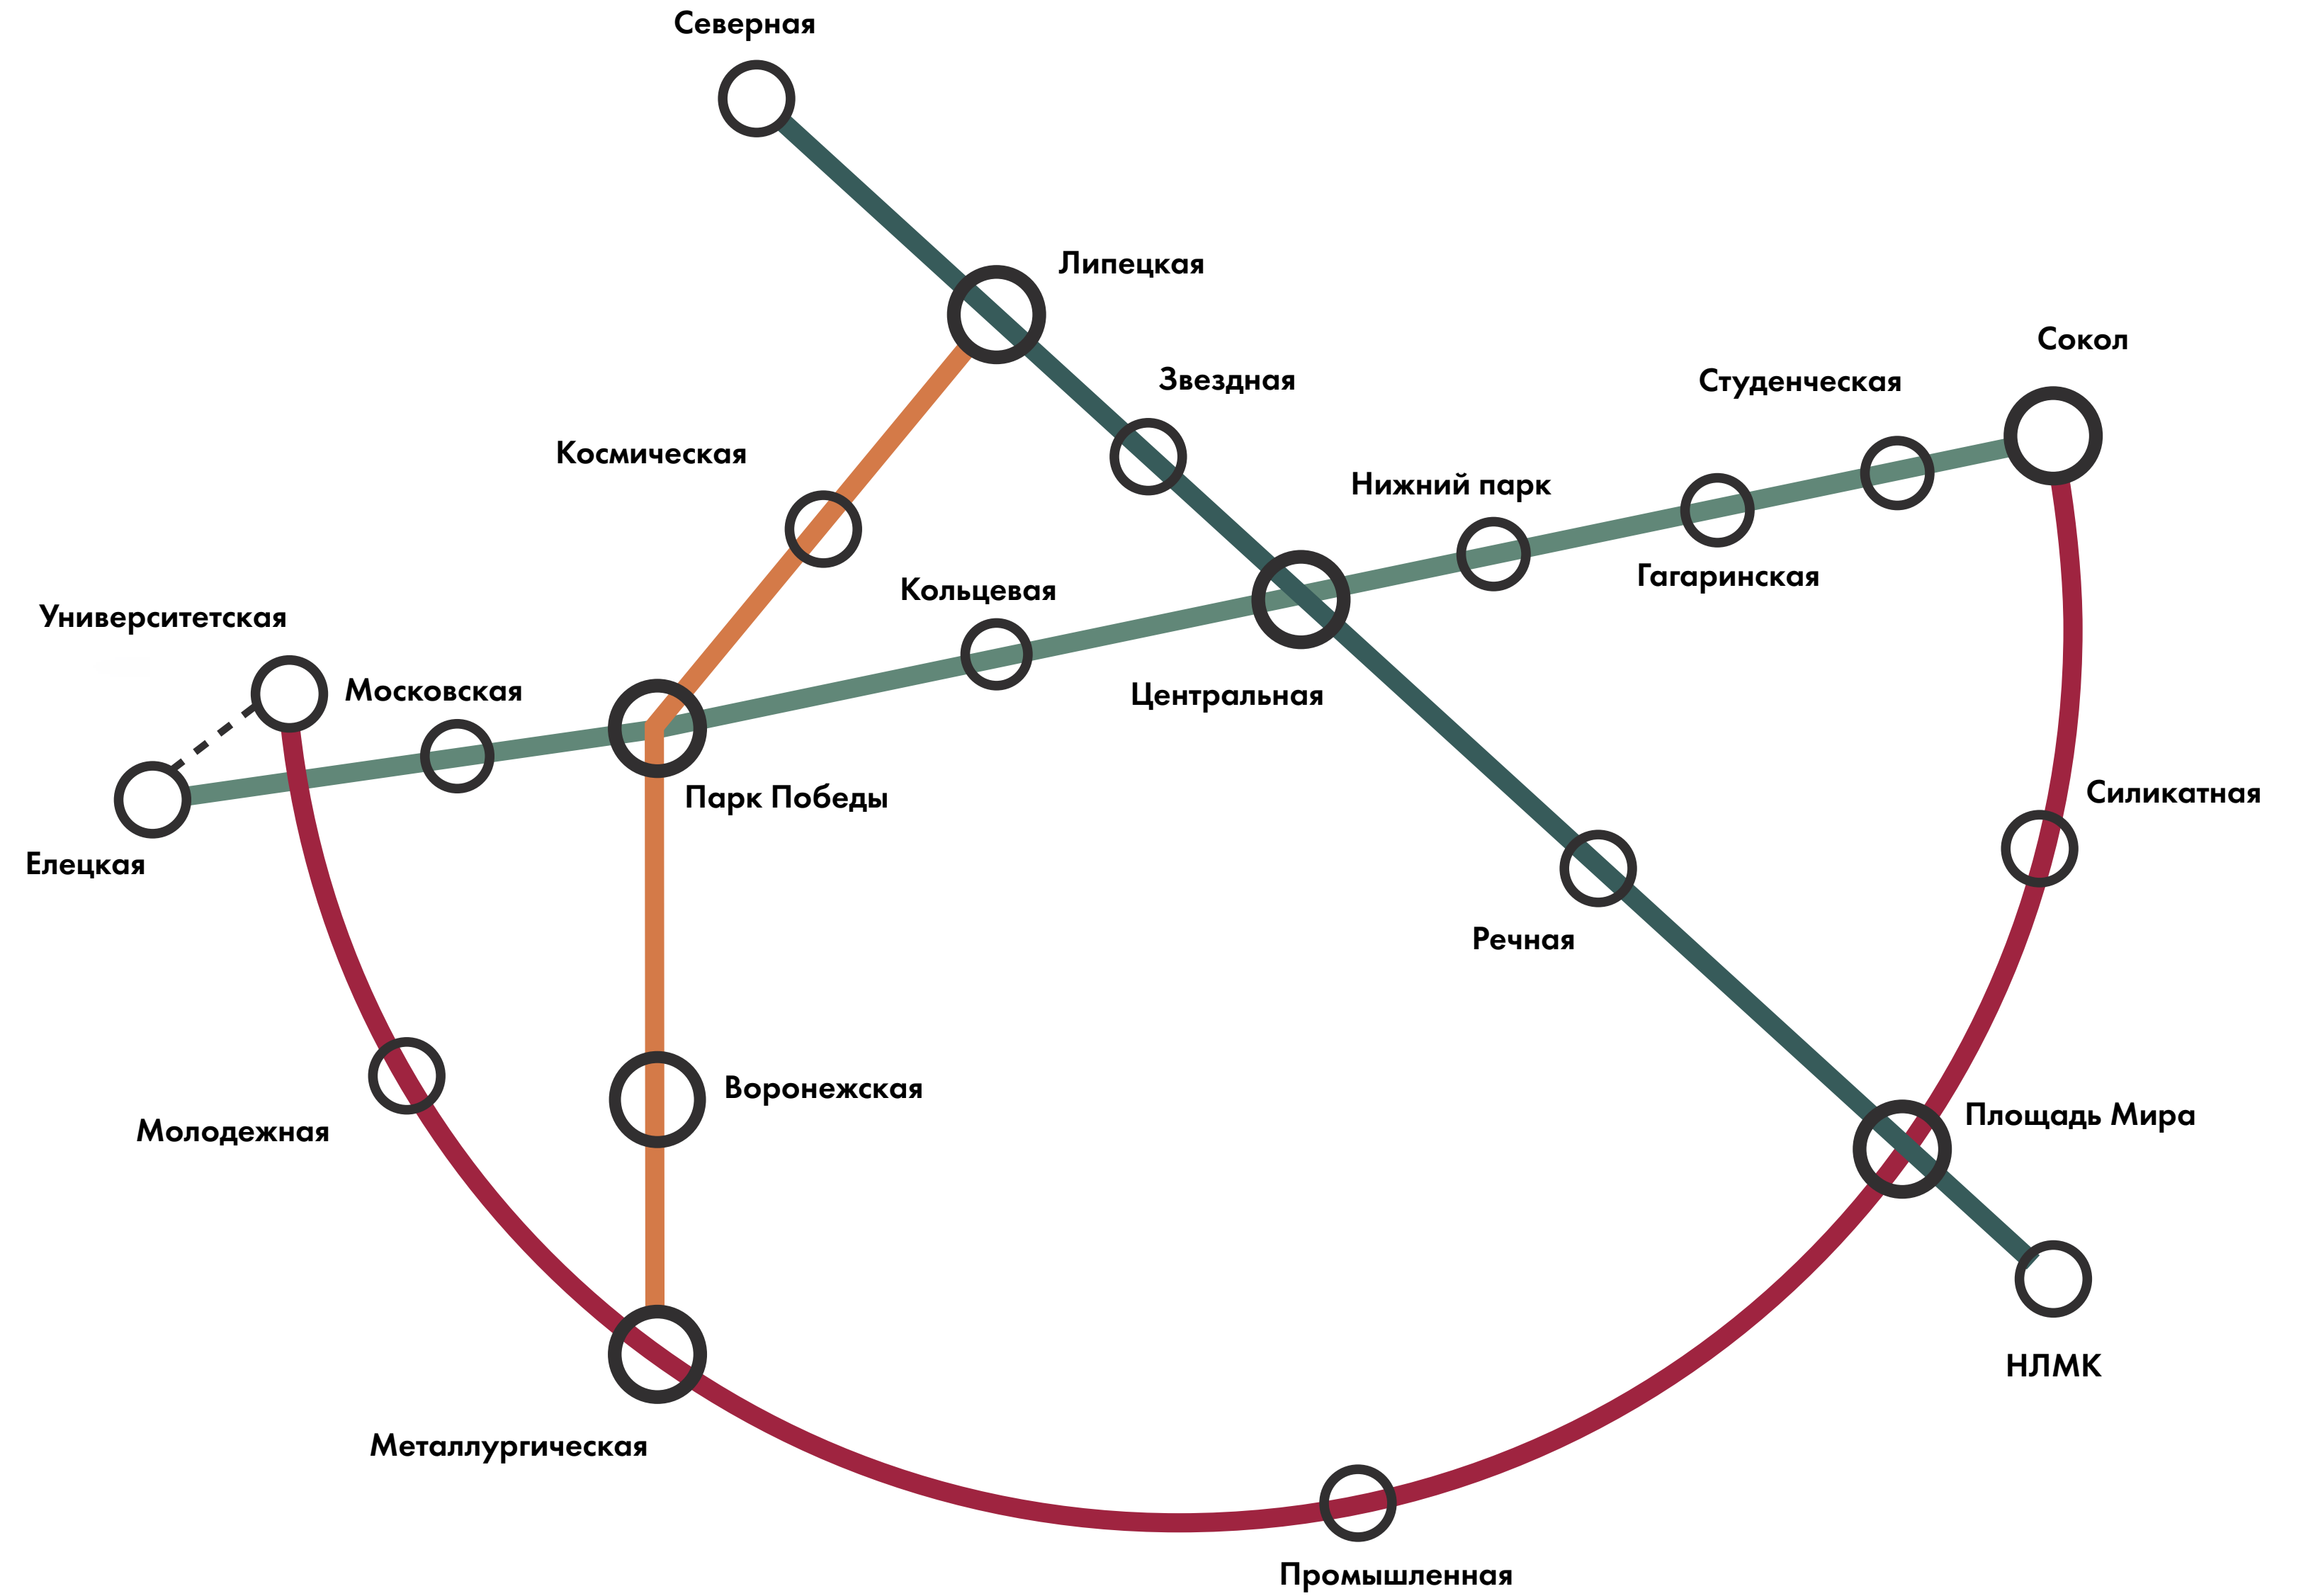 Северная
Липецкая
Сокол
Звездная
Студенческая
Космическая
Нижний парк
Гагаринская
Кольцевая
Университетская
Московская
Центральная
Силикатная
Парк Победы
Елецкая
Речная
Воронежская
Площадь Мира
Молодежная
НЛМК
Металлургическая
Промышленная